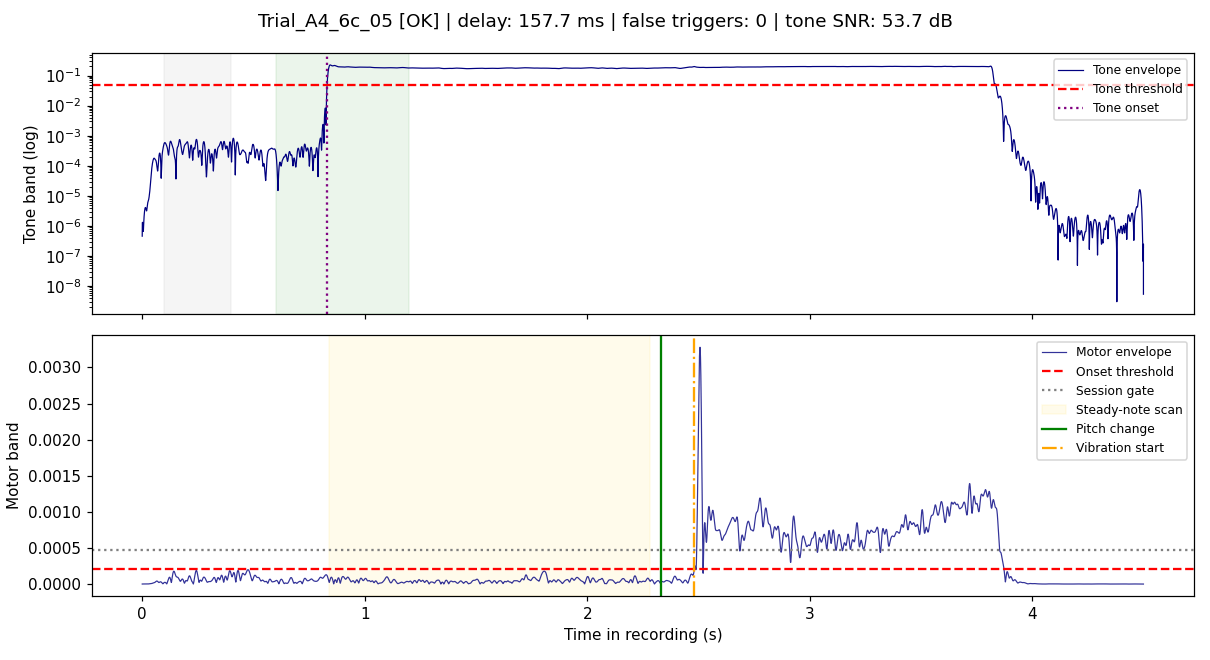 Trial_A4_6c_05 [OK] | delay: 157.7 ms | false triggers: 0 | tone SNR: 53.7 dB
Tone band (log)
10⁻¹
10⁻²
10⁻³
10⁻⁴
10⁻⁵
10⁻⁶
10⁻⁷
10⁻⁸
Tone envelope
Tone threshold
Tone onset
Motor band
0.0030
0.0025
0.0020
0.0015
0.0010
0.0005
0.0000
Motor envelope
Onset threshold
Session gate
Steady-note scan
Pitch change
Vibration start
0 1 2 3 4
Time in recording (s)